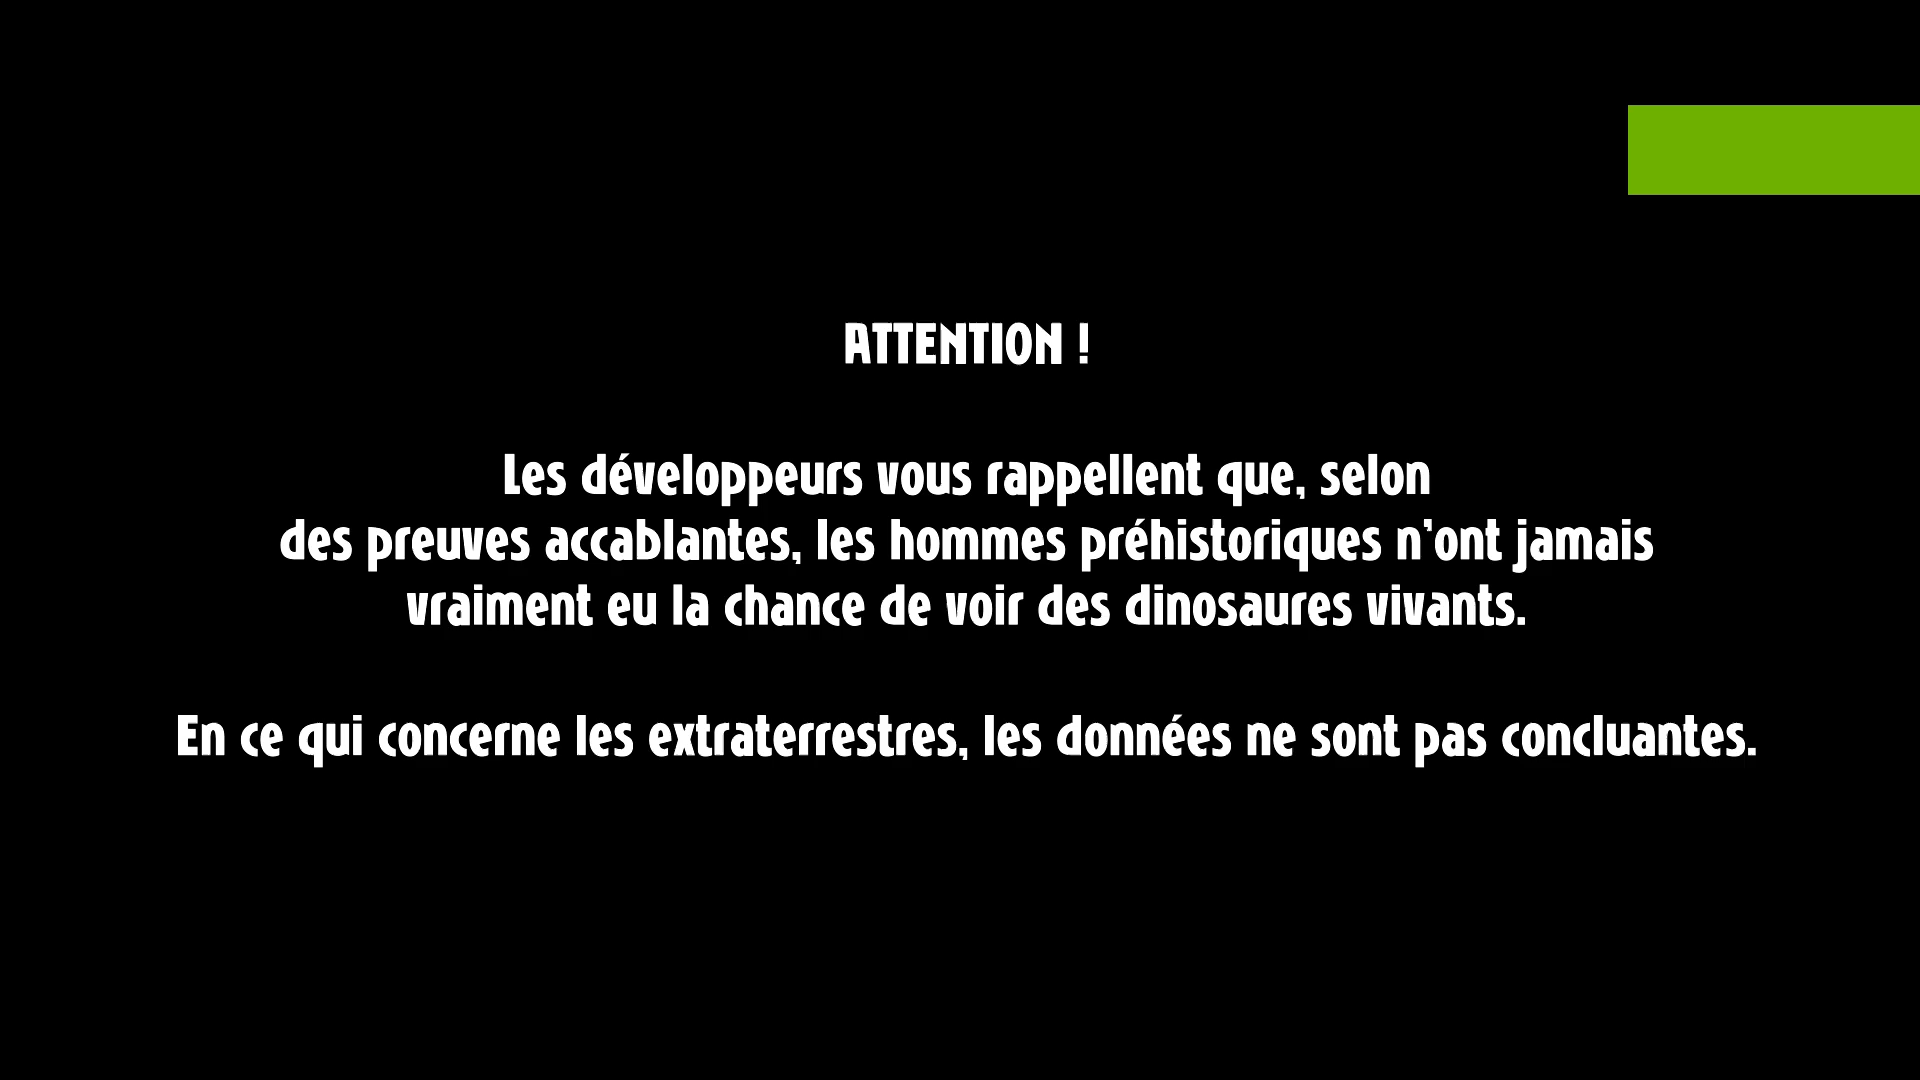 ATTENTION !
Les développeurs vous rappellent que, selon
des preuves accablantes, les hommes préhistoriques n'ont jamais
vraiment eu la chance de voir des dinosaures vivants.
En ce qui concerne les extraterrestres, les données ne sont pas concluantes.